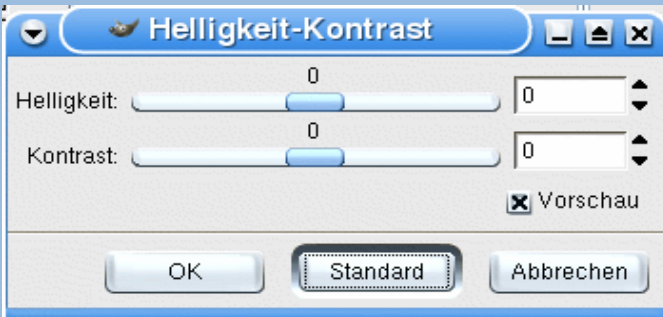 Helligkeit-Kontrast
0
Helligkeit: 0
0
Kontrast: 0
Vorschau
OK Standard Abbrechen